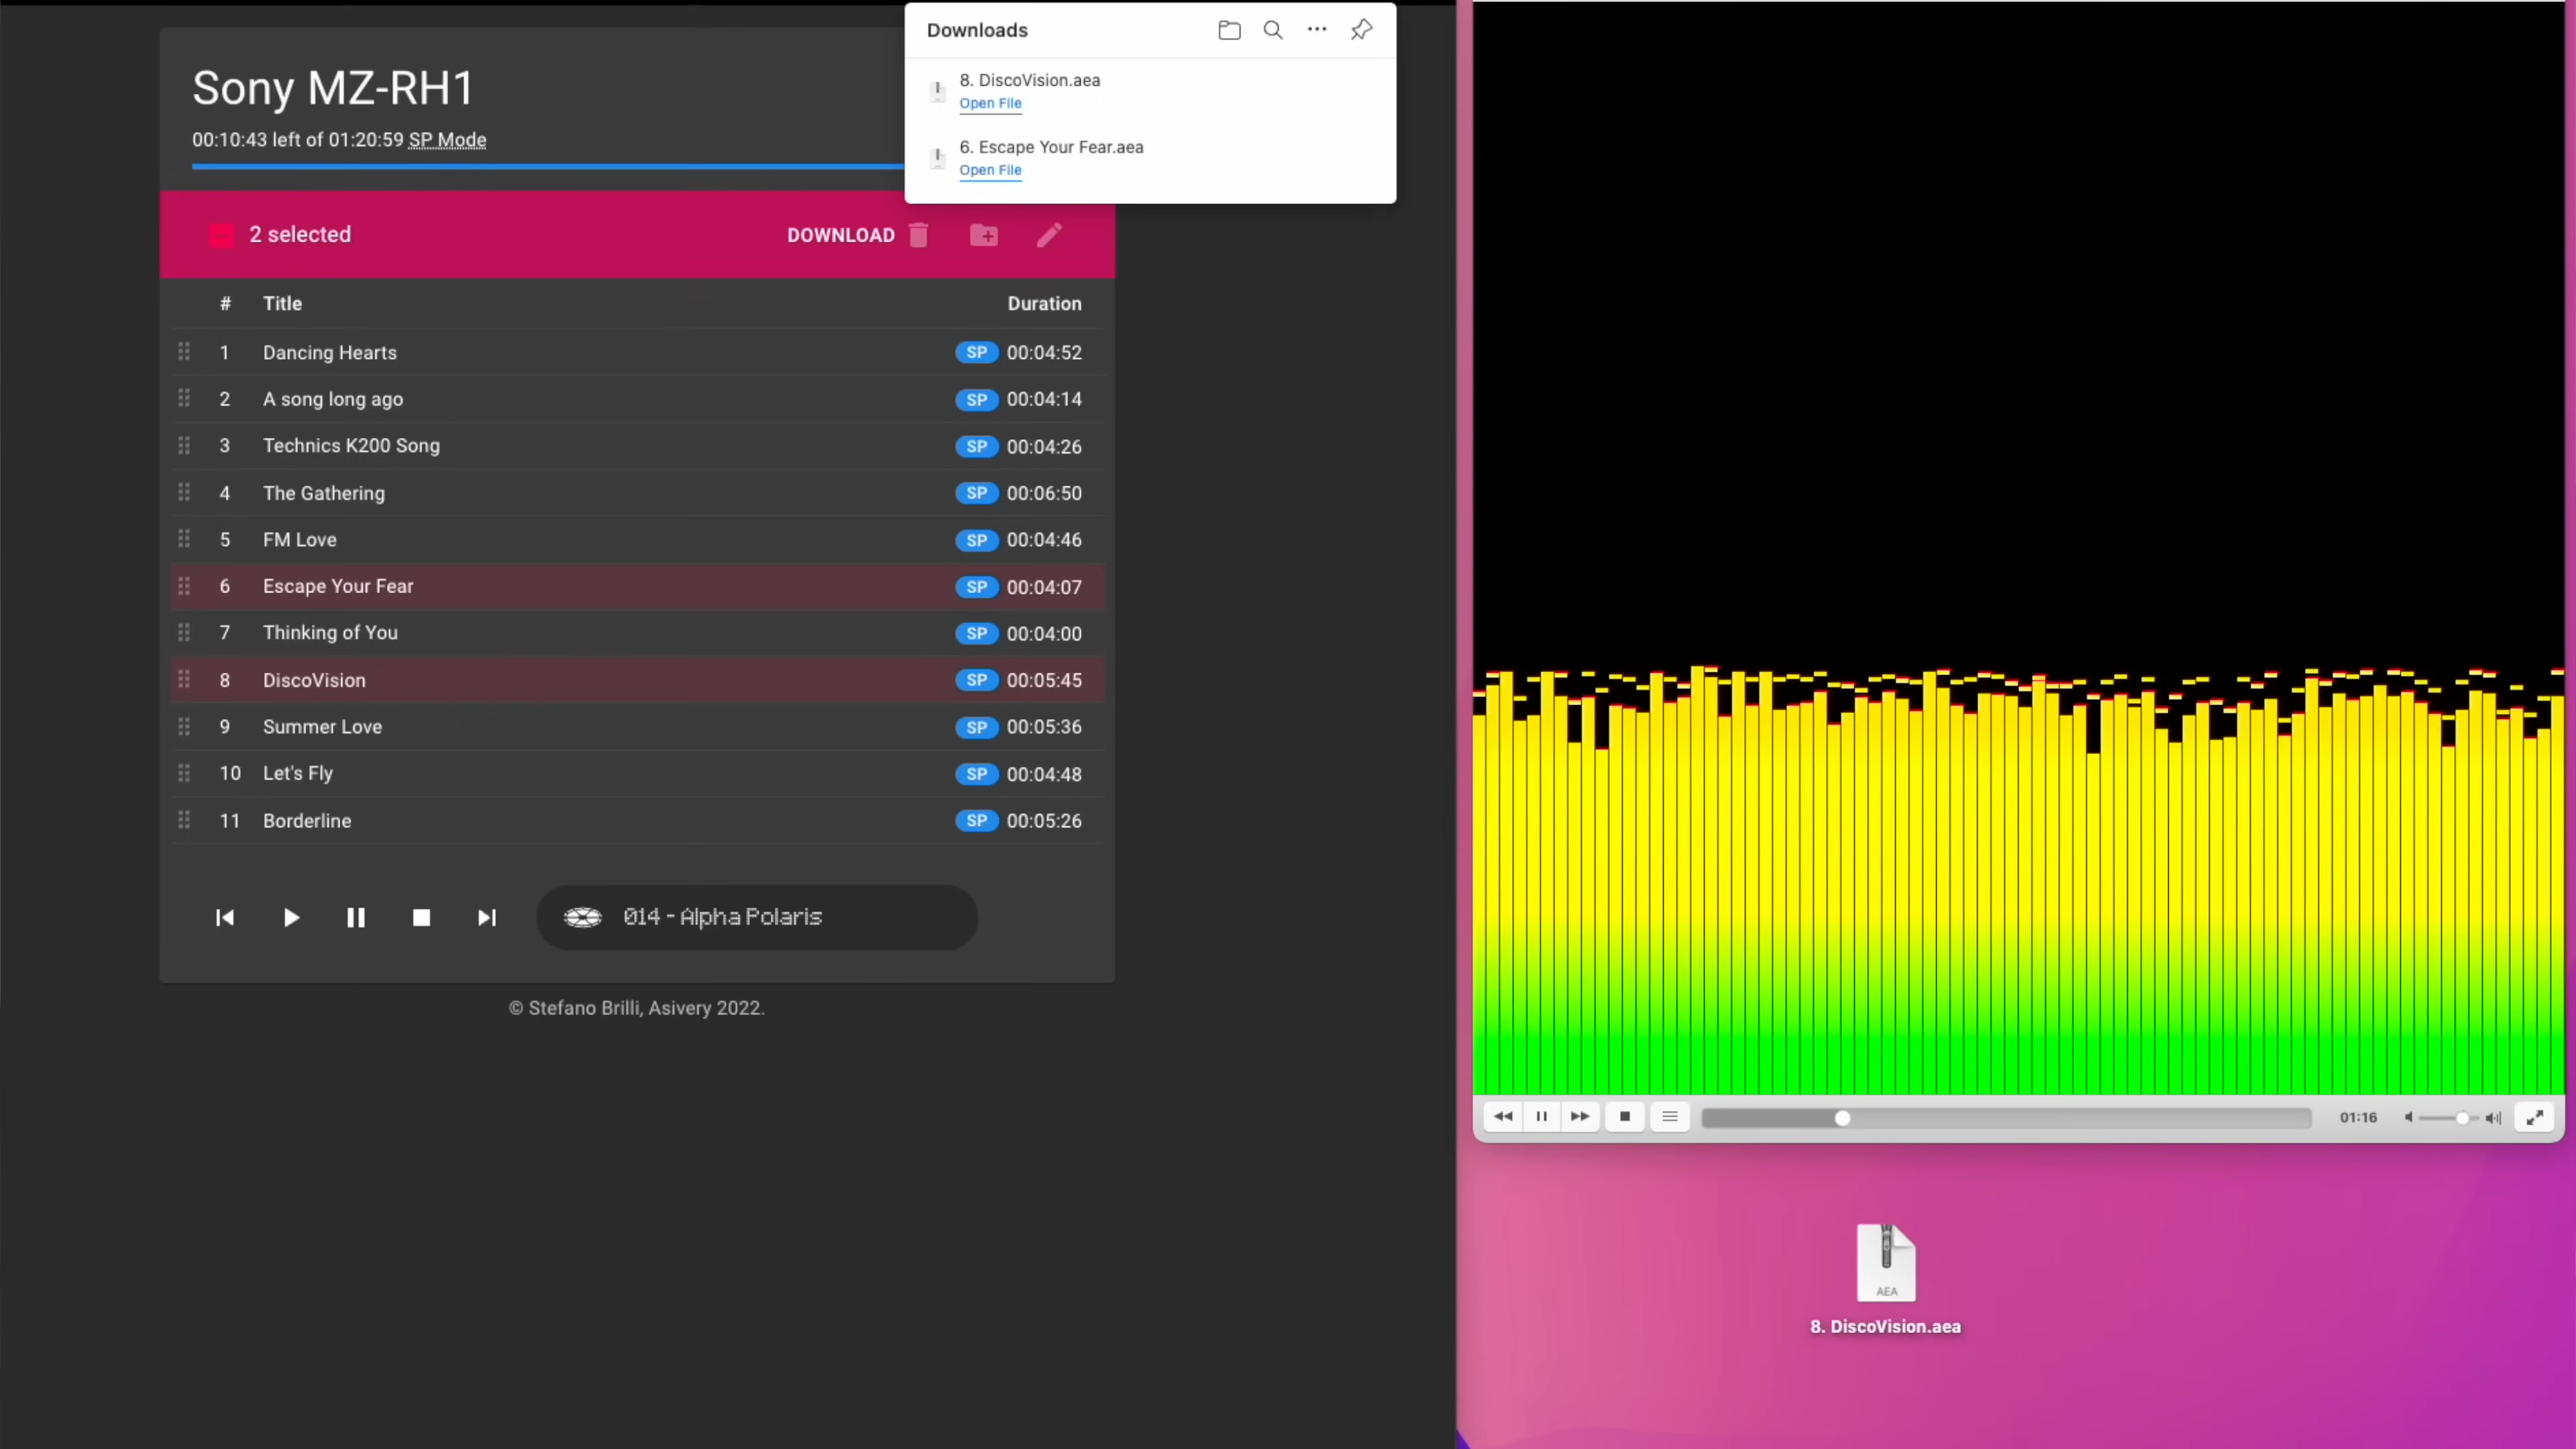 Sony MZ-RH1
00:10:43 left of 01:20:59 SP Mode
Downloads
8. DiscoVision.aea
Open File
6. Escape Your Fear.aea
Open File
2 selected DOWNLOAD
# Title Duration
1 Dancing Hearts SP 00:04:52
2 A song long ago SP 00:04:14
3 Technics K200 Song SP 00:04:26
4 The Gathering SP 00:06:50
5 FM Love SP 00:04:46
6 Escape Your Fear SP 00:04:07
7 Thinking of You SP 00:04:00
8 DiscoVision SP 00:05:45
9 Summer Love SP 00:05:36
10 Let's Fly SP 00:04:48
11 Borderline SP 00:05:26
014 - Alpha Polaris
© Stefano Brilli, Asivery 2022.
01:16
AEA
8. DiscoVision.aea